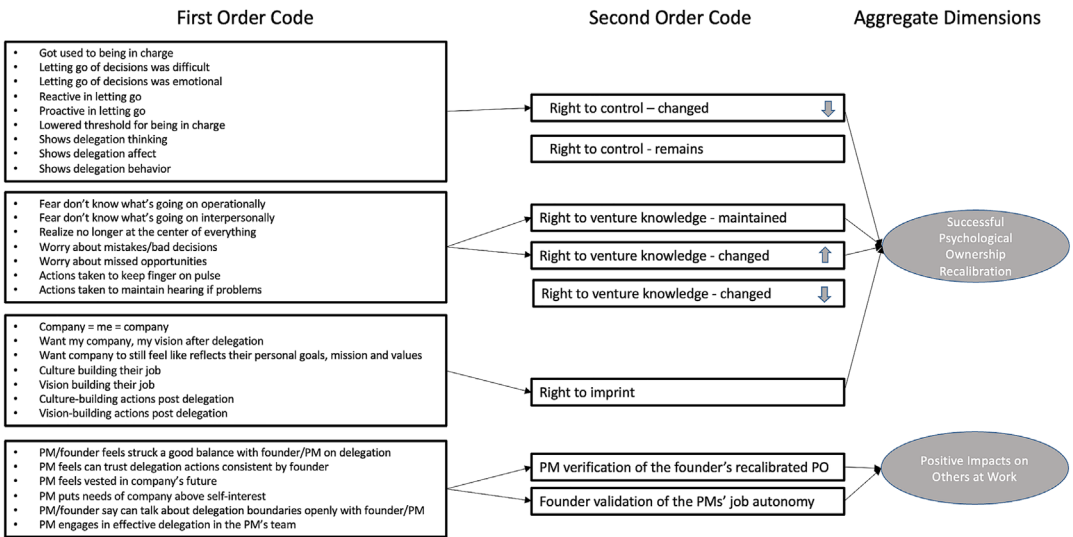 First Order Code
Second Order Code
Aggregate Dimensions
• Got used to being in charge
• Letting go of decisions was difficult
• Letting go of decisions was emotional
• Reactive in letting go
• Proactive in letting go
• Lowered threshold for being in charge
• Shows delegation thinking
• Shows delegation affect
• Shows delegation behavior
Right to control – changed
Right to control - remains
• Fear don't know what's going on operationally
• Fear don't know what's going on interpersonally
• Realize no longer at the center of everything
• Worry about mistakes/bad decisions
• Worry about missed opportunities
• Actions taken to keep finger on pulse
• Actions taken to maintain hearing if problems
Right to venture knowledge - maintained
Right to venture knowledge - changed
Right to venture knowledge - changed
Successful
Psychological
Ownership
Recalibration
• Company = me = company
• Want my company, my vision after delegation
• Want company to still feel like reflects their personal goals, mission and values
• Culture building their job
• Vision building their job
• Culture-building actions post delegation
• Vision-building actions post delegation
Right to imprint
• PM/founder feels struck a good balance with founder/PM on delegation
• PM feels can trust delegation actions consistent by founder
• PM feels vested in company's future
• PM puts needs of company above self-interest
• PM/founder say can talk about delegation boundaries openly with founder/PM
• PM engages in effective delegation in the PM's team
PM verification of the founder's recalibrated PO
Founder validation of the PMs' job autonomy
Positive Impacts on
Others at Work